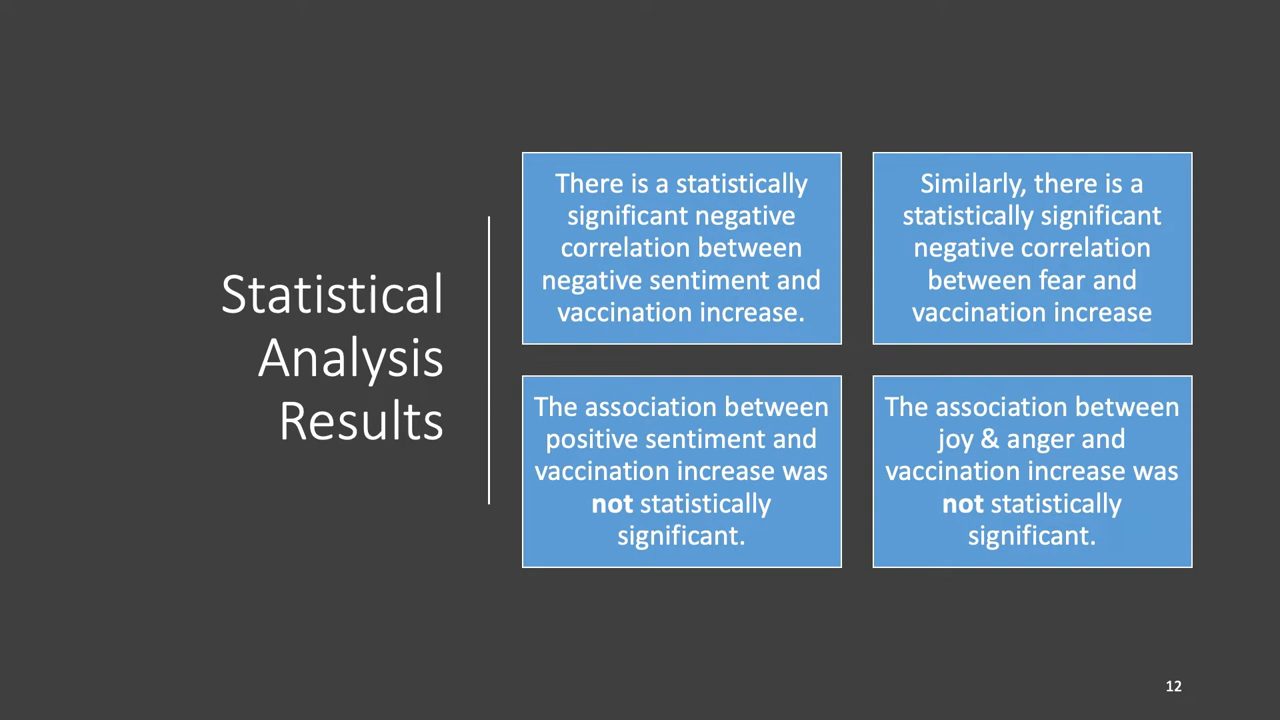 Statistical
Analysis
Results
There is a statistically
significant negative
correlation between
negative sentiment and
vaccination increase.
Similarly, there is a
statistically significant
negative correlation
between fear and
vaccination increase
The association between
positive sentiment and
vaccination increase was
not statistically
significant.
The association between
joy & anger and
vaccination increase was
not statistically
significant.
12